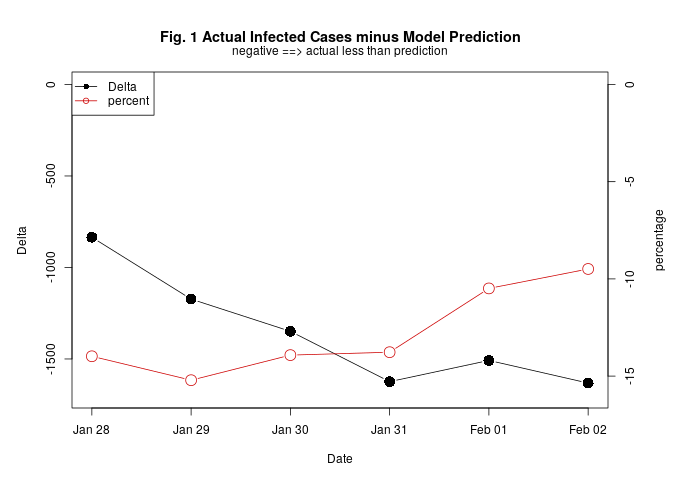 Fig. 1 Actual Infected Cases minus Model Prediction
negative ==> actual less than prediction
Delta
percent
0
-500
-1000
-1500
Delta
0
-5
-10
-15
percentage
Jan 28 Jan 29 Jan 30 Jan 31 Feb 01 Feb 02
Date